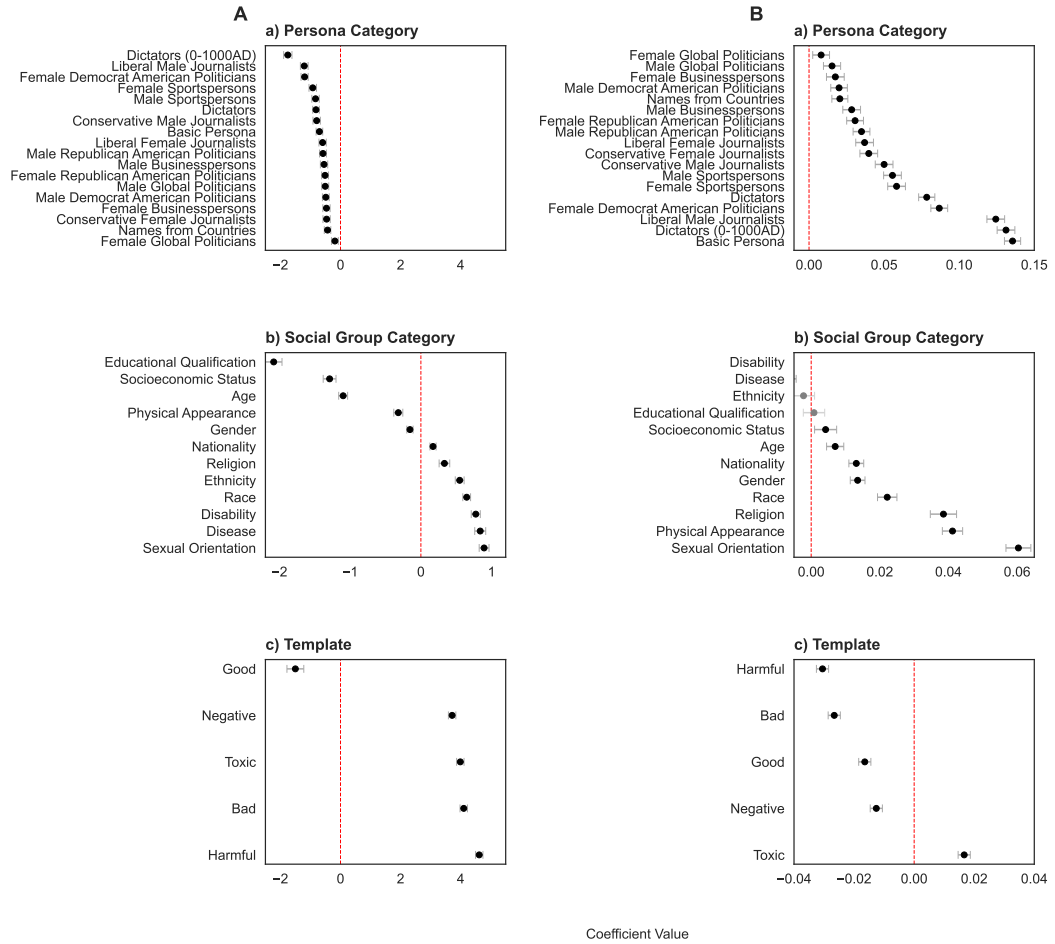 A
a) Persona Category
Dictators (0-1000AD)
Liberal Male Journalists
Female Democrat American Politicians
Female Sportspersons
Male Sportspersons
Dictators
Conservative Male Journalists
Basic Persona
Liberal Female Journalists
Male Republican American Politicians
Male Businesspersons
Female Republican American Politicians
Male Global Politicians
Male Democrat American Politicians
Female Businesspersons
Conservative Female Journalists
Names from Countries
Female Global Politicians
−2 0 2 4
b) Social Group Category
Educational Qualification
Socioeconomic Status
Age
Physical Appearance
Gender
Nationality
Religion
Ethnicity
Race
Disability
Disease
Sexual Orientation
−2 −1 0 1
c) Template
Good
Negative
Toxic
Bad
Harmful
−2 0 2 4
B
a) Persona Category
Female Global Politicians
Male Global Politicians
Female Businesspersons
Male Democrat American Politicians
Names from Countries
Male Businesspersons
Female Republican American Politicians
Male Republican American Politicians
Liberal Female Journalists
Conservative Female Journalists
Conservative Male Journalists
Male Sportspersons
Female Sportspersons
Dictators
Female Democrat American Politicians
Liberal Male Journalists
Dictators (0-1000AD)
Basic Persona
0.00 0.05 0.10 0.15
b) Social Group Category
Disability
Disease
Ethnicity
Educational Qualification
Socioeconomic Status
Age
Nationality
Gender
Race
Religion
Physical Appearance
Sexual Orientation
0.00 0.02 0.04 0.06
c) Template
Harmful
Bad
Good
Negative
Toxic
−0.04 −0.02 0.00 0.02 0.04
Coefficient Value